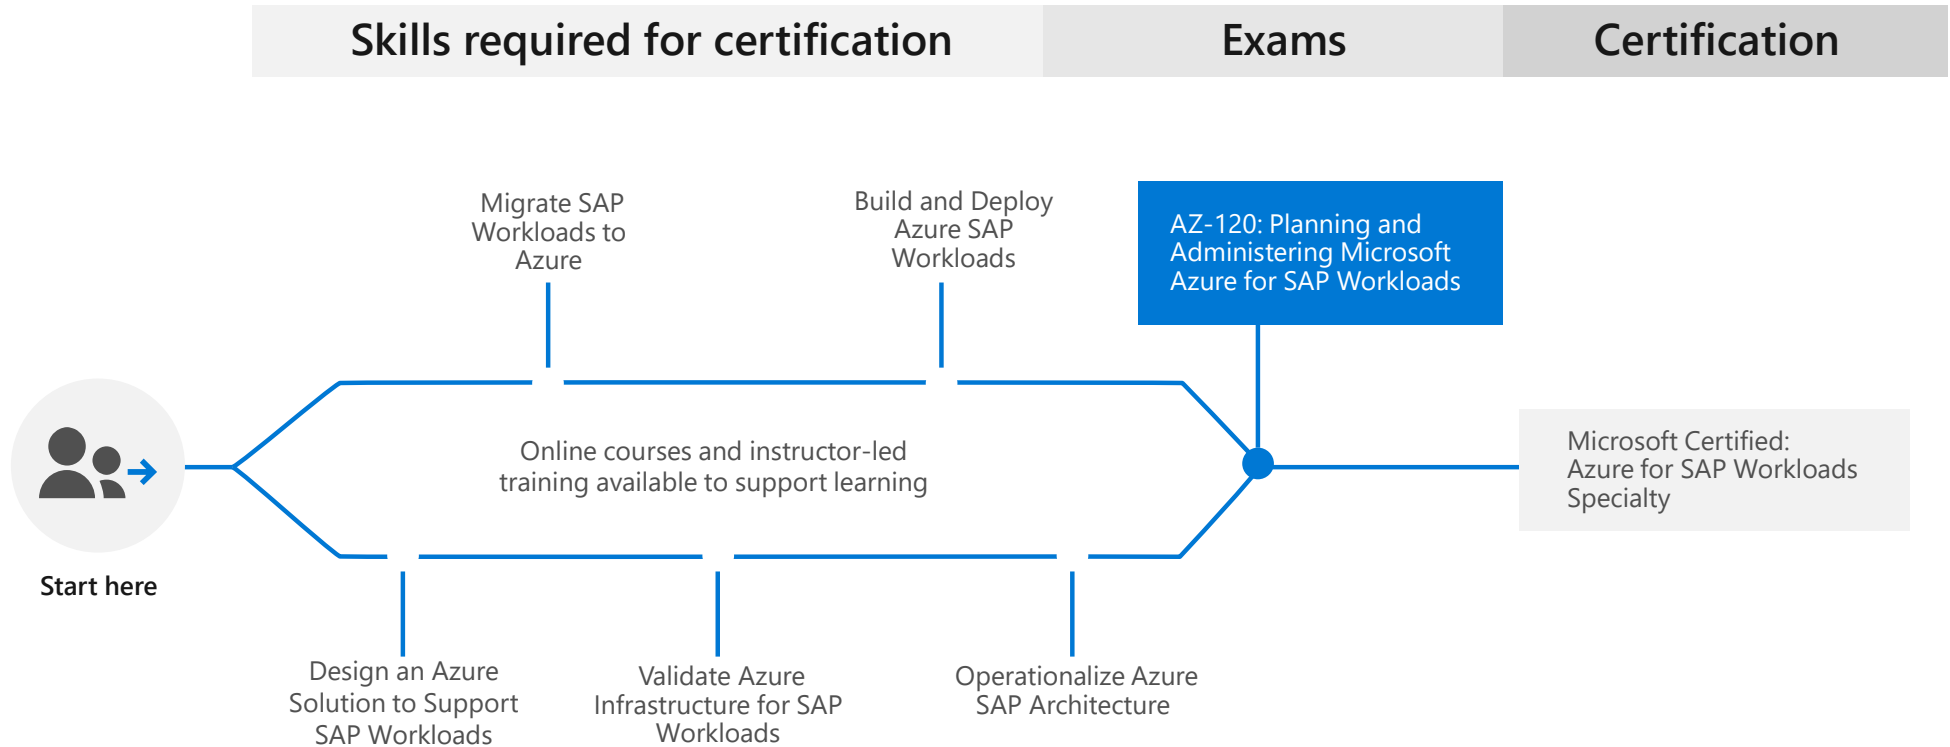 Skills required for certification
Exams
Certification
Migrate SAP
Workloads to
Azure
Build and Deploy
Azure SAP
Workloads
AZ-120: Planning and
Administering Microsoft
Azure for SAP Workloads
Online courses and instructor-led
training available to support learning
Microsoft Certified:
Azure for SAP Workloads
Specialty
Start here
Design an Azure
Solution to Support
SAP Workloads
Validate Azure
Infrastructure for SAP
Workloads
Operationalize Azure
SAP Architecture